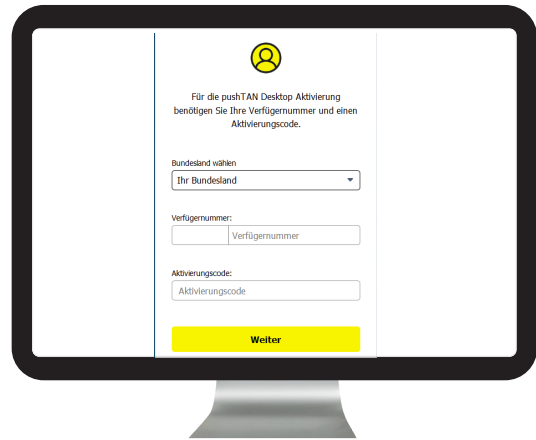 Für die pushTAN Desktop Aktivierung
benötigen Sie Ihre Verfügernummer und einen
Aktivierungscode.
Bundesland wählen
Ihr Bundesland
Verfügernummer:
Verfügernummer
Aktivierungscode:
Aktivierungscode
Weiter